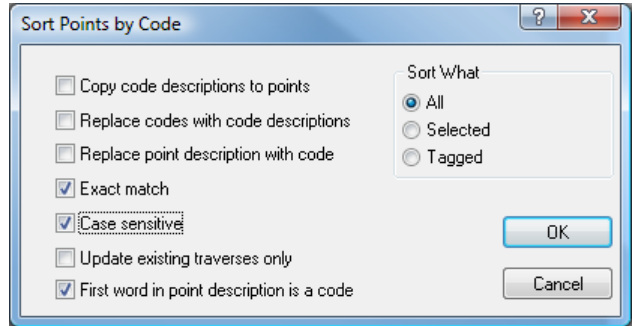 Sort Points by Code
?
X
Copy code descriptions to points
Replace codes with code descriptions
Replace point description with code
Exact match
Case sensitive
Update existing traverses only
First word in point description is a code
Sort What
All
Selected
Tagged
OK
Cancel